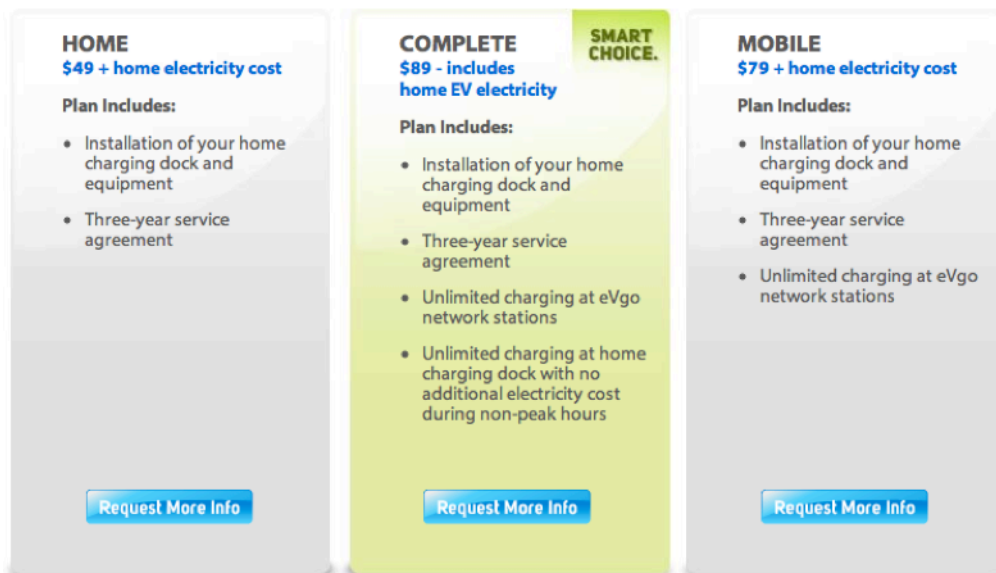 HOME
$49 + home electricity cost
Plan Includes:
• Installation of your home
charging dock and
equipment
• Three-year service
agreement
Request More Info
SMART
CHOICE.
COMPLETE
$89 - includes
home EV electricity
Plan Includes:
• Installation of your home
charging dock and
equipment
• Three-year service
agreement
• Unlimited charging at eVgo
network stations
• Unlimited charging at home
charging dock with no
additional electricity cost
during non-peak hours
Request More Info
MOBILE
$79 + home electricity cost
Plan Includes:
• Installation of your home
charging dock and
equipment
• Three-year service
agreement
• Unlimited charging at eVgo
network stations
Request More Info